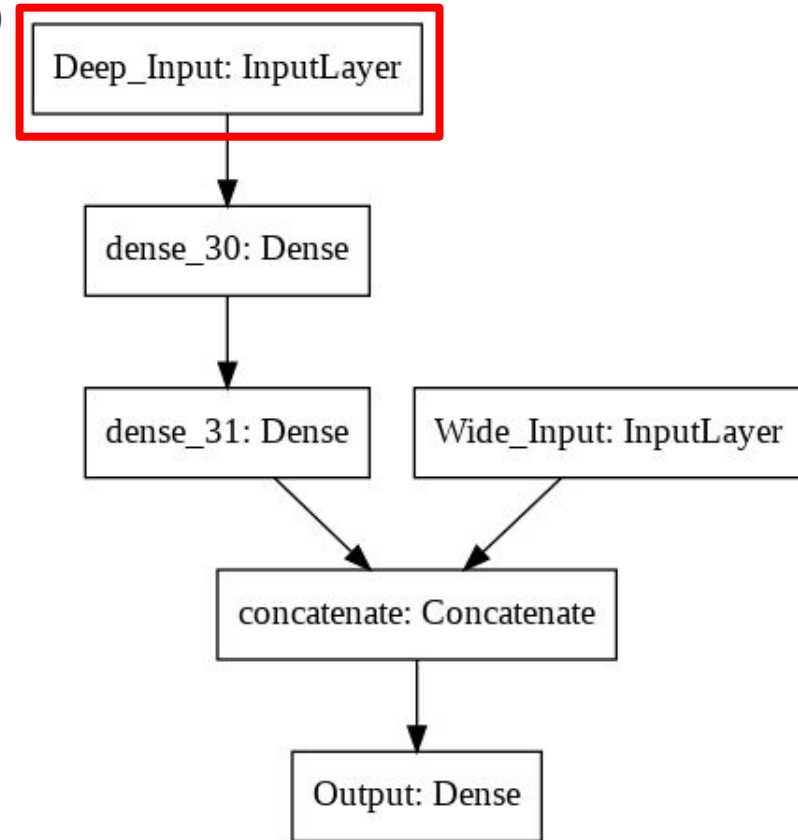 )
Deep_Input: InputLayer
dense_30: Dense
dense_31: Dense
Wide_Input: InputLayer
concatenate: Concatenate
Output: Dense